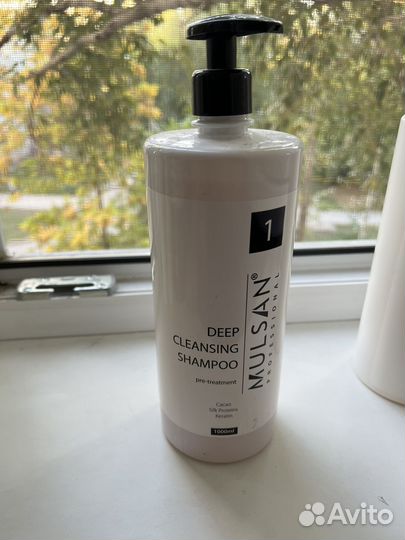 1
MULSAN®
PROFESSIONAL
DEEP
CLEANSING
SHAMPOO
pre-treatment
Cacao
Silk Proteins
Keratin
1000ml
Avito